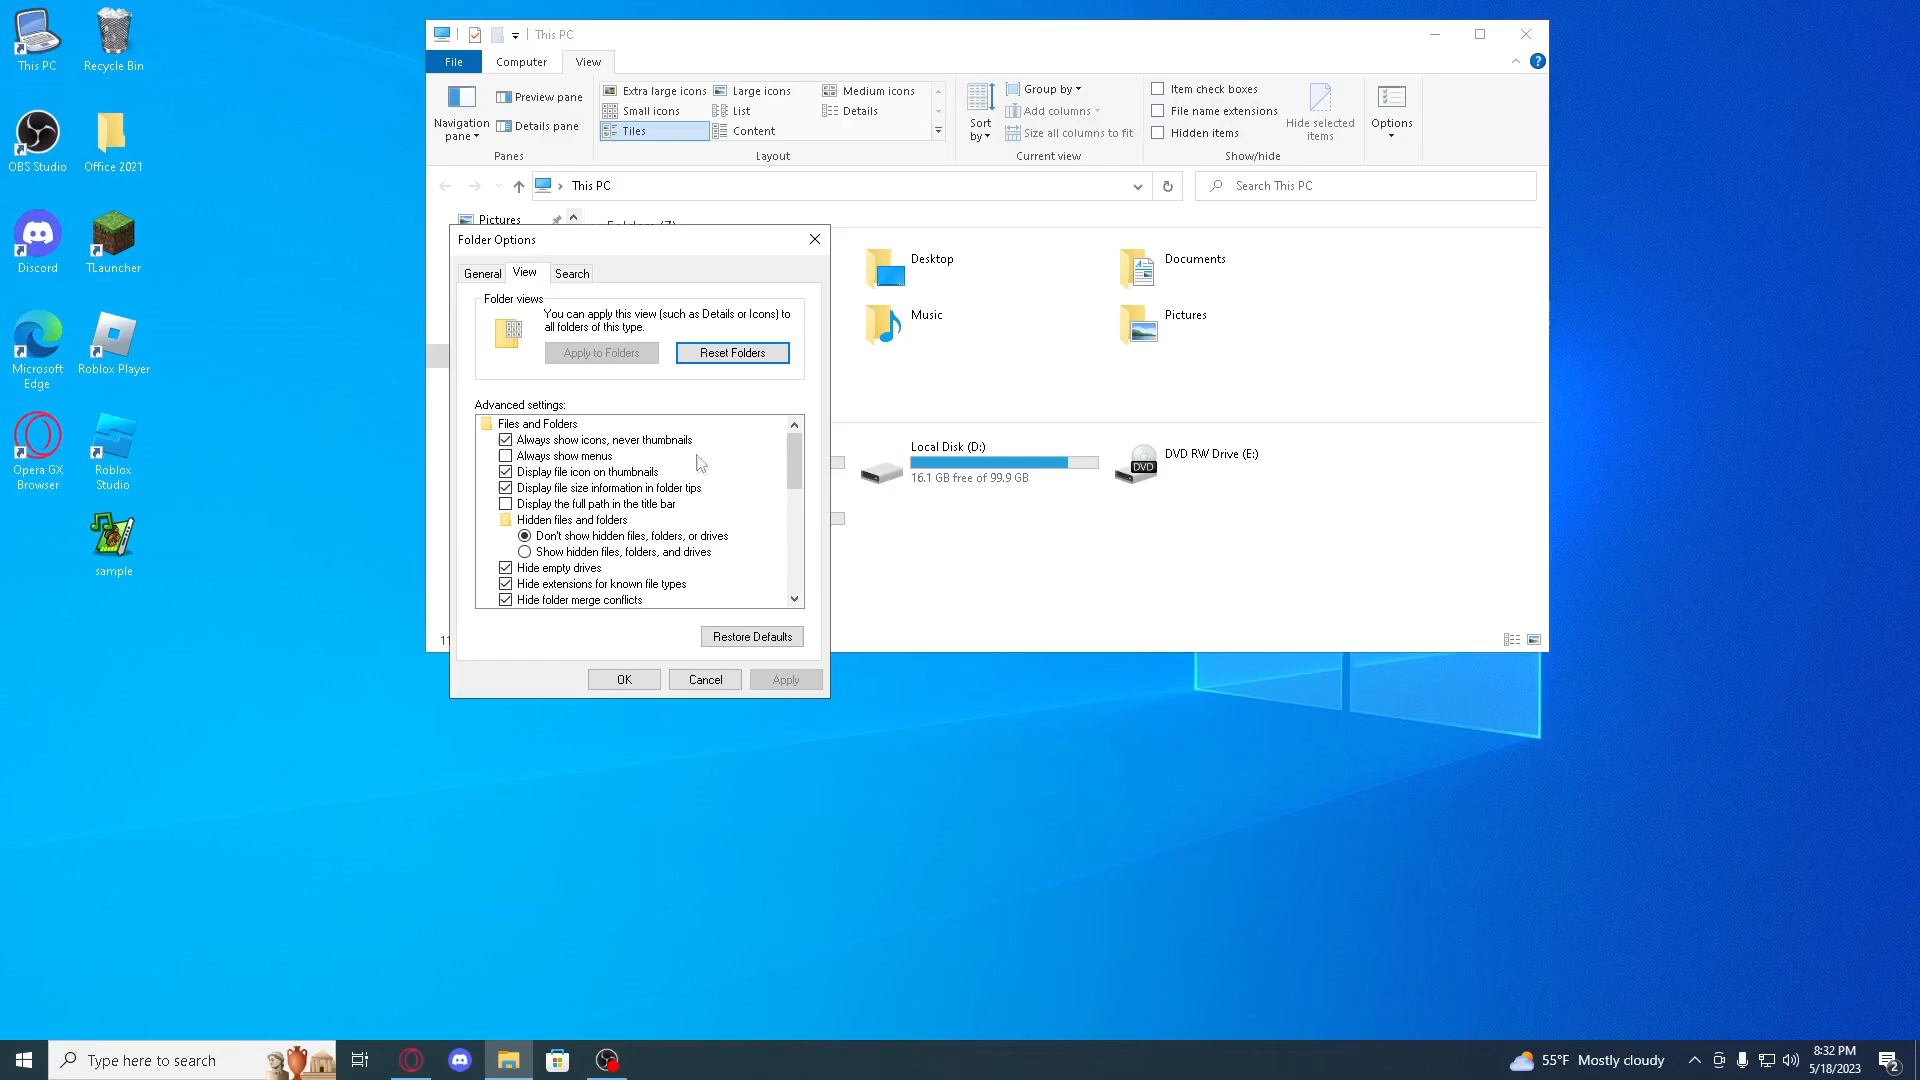 This PC
Recycle Bin
OBS Studio
Office 2021
Discord
TLauncher
Microsoft
Edge
Roblox Player
Opera GX
Browser
Roblox
Studio
sample
This PC
File
Computer
View
Navigation
pane
Preview pane
Details pane
Panes
Extra large icons
Large icons
Medium icons
Small icons
List
Details
Tiles
Content
Layout
Sort
by
Group by
Add columns
Size all columns to fit
Current view
Item check boxes
File name extensions
Hidden items
Hide selected
items
Show/hide
Options
This PC
Search This PC
Pictures
Desktop
Documents
Music
Pictures
Local Disk (D:)
16.1 GB free of 99.9 GB
DVD RW Drive (E:)
DVD
11
Folder Options
General
View
Search
Folder views
You can apply this view (such as Details or Icons) to
all folders of this type.
Apply to Folders
Reset Folders
Advanced settings:
Files and Folders
Always show icons, never thumbnails
Always show menus
Display file icon on thumbnails
Display file size information in folder tips
Display the full path in the title bar
Hidden files and folders
Don't show hidden files, folders, or drives
Show hidden files, folders, and drives
Hide empty drives
Hide extensions for known file types
Hide folder merge conflicts
Restore Defaults
OK
Cancel
Apply
Type here to search
55°F Mostly cloudy
8:32 PM
5/18/2023
2